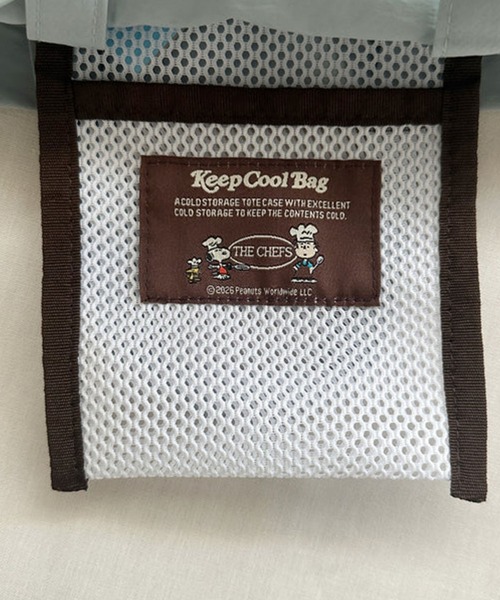 Keep Cool Bag
A COLD STORAGE TOTE CASE WITH EXCELLENT
COLD STORAGE TO KEEP THE CONTENTS COLD.
THE CHEFS
©2026 Peanuts Worldwide LLC